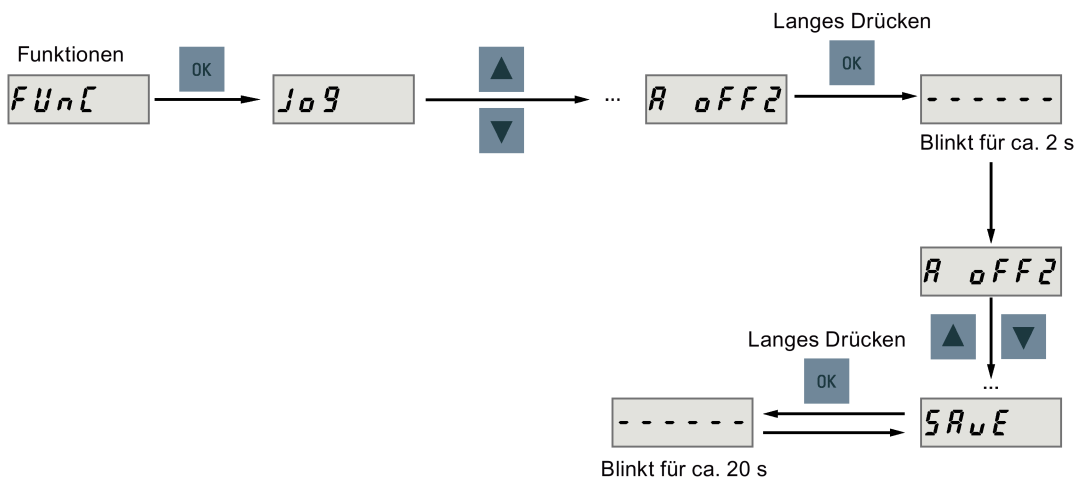 Langes Drücken
Funktionen
OK
OK
FUnC
Jog
...
A oFF2
------
Blinkt für ca. 2 s
A oFF2
Langes Drücken
OK
...
------
SAvE
Blinkt für ca. 20 s